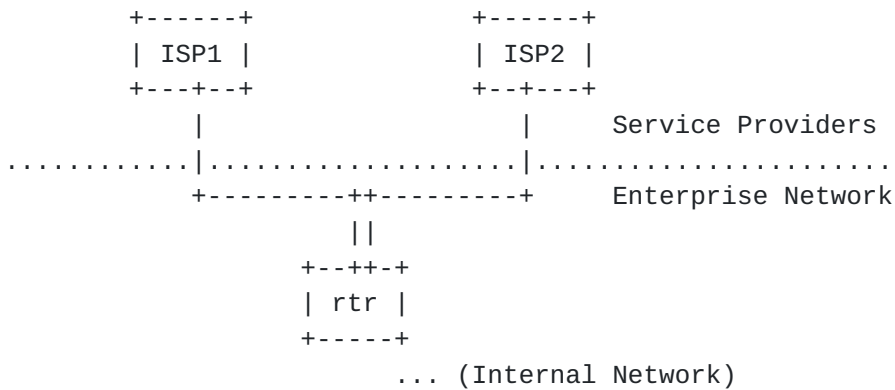 +------+ +------+
| ISP1 | | ISP2 |
+---+--+ +--+---+
| | Service Providers
............|.....................|.......................
+---------++---------+ Enterprise Network
||
+--++-+
| rtr |
+-----+
... (Internal Network)